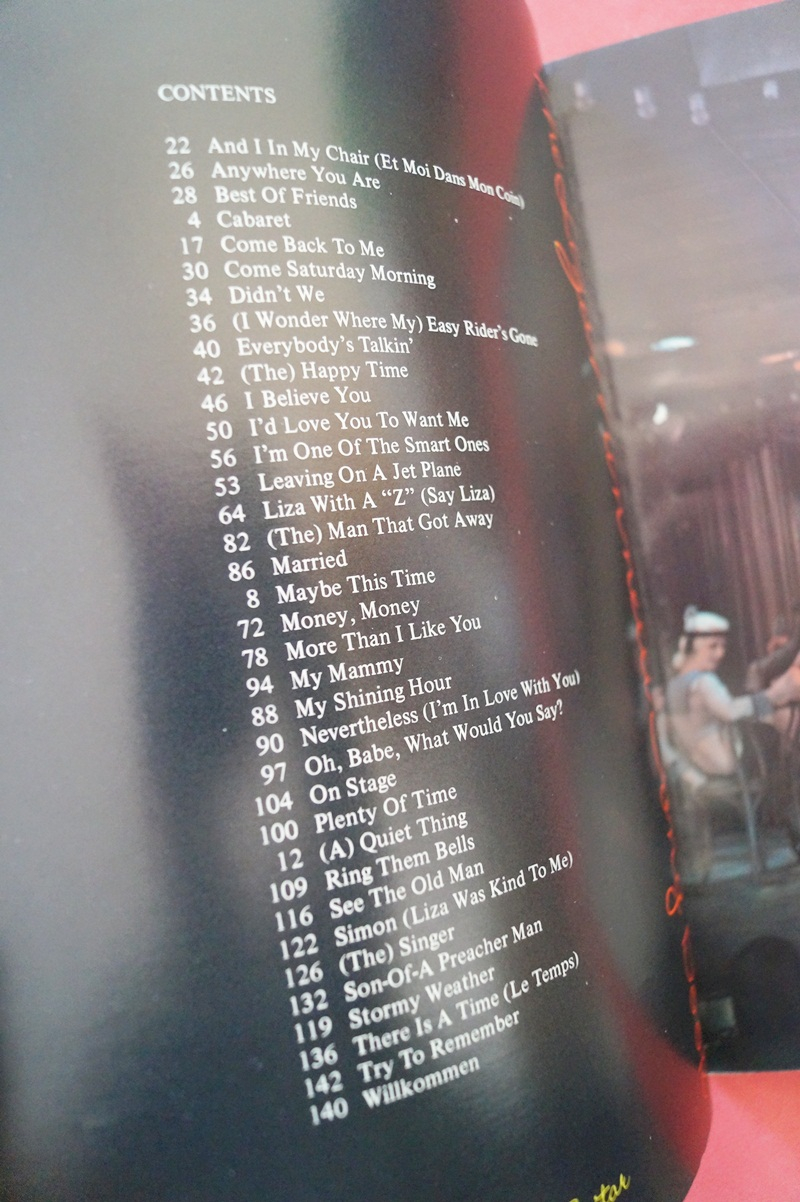 CONTENTS
22 And I In My Chair (Et Moi Dans Mon Coin)
26 Anywhere You Are
28 Best Of Friends
4 Cabaret
17 Come Back To Me
30 Come Saturday Morning
34 Didn't We
36 (I Wonder Where My) Easy Rider's Gone
40 Everybody's Talkin'
42 (The) Happy Time
46 I Believe You
50 I'd Love You To Want Me
56 I'm One Of The Smart Ones
53 Leaving On A Jet Plane
64 Liza With A “Z” (Say Liza)
82 (The) Man That Got Away
86 Married
8 Maybe This Time
72 Money, Money
78 More Than I Like You
94 My Mammy
88 My Shining Hour
90 Nevertheless (I'm In Love With You)
97 Oh, Babe, What Would You Say?
104 On Stage
100 Plenty Of Time
12 (A) Quiet Thing
109 Ring Them Bells
116 See The Old Man
122 Simon (Liza Was Kind To Me)
126 (The) Singer
132 Son-Of-A Preacher Man
119 Stormy Weather
136 There Is A Time (Le Temps)
142 Try To Remember
140 Willkommen